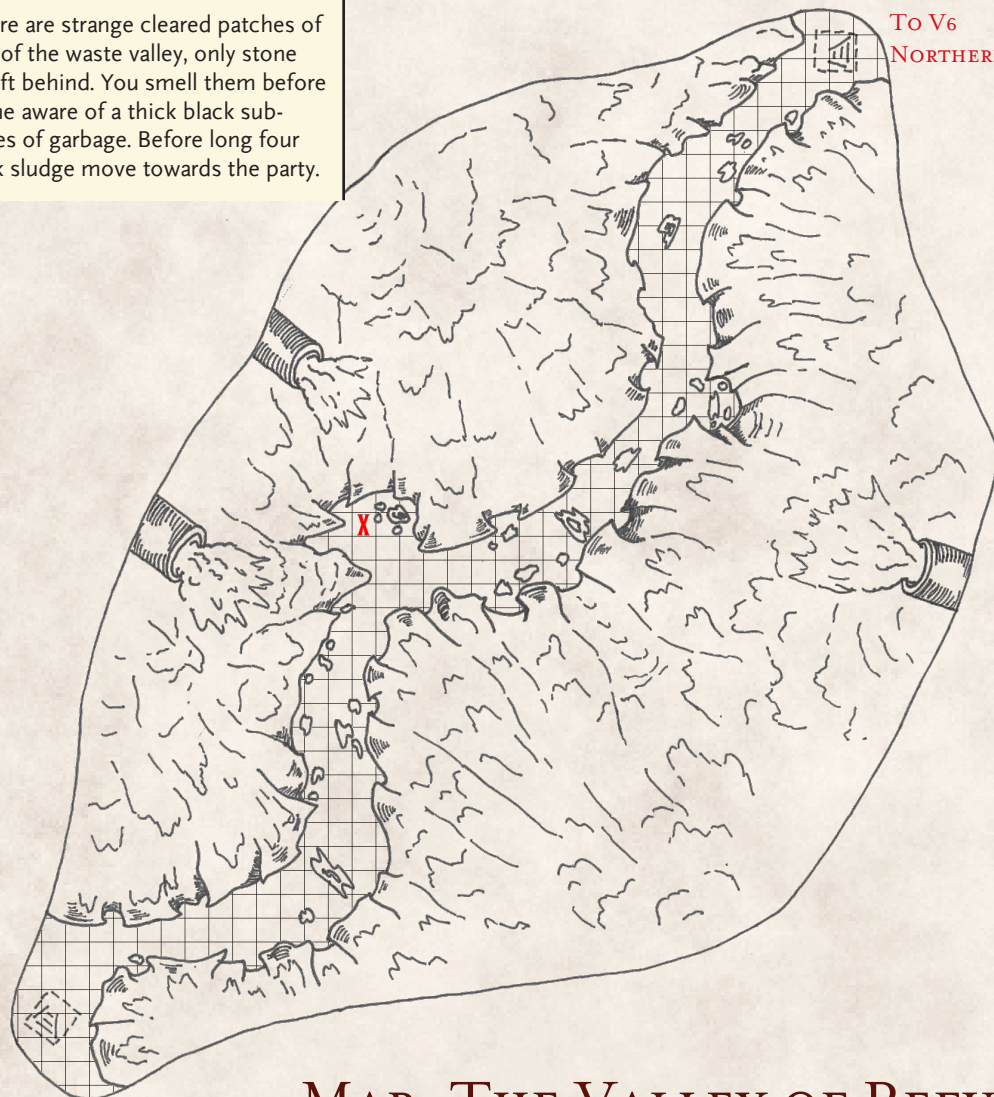 re are strange cleared patches of
of the waste valley, only stone
ft behind. You smell them before
ne aware of a thick black sub-
es of garbage. Before long four
k sludge move towards the party.
To V6
Norther
X
Map: The Valley of Refu